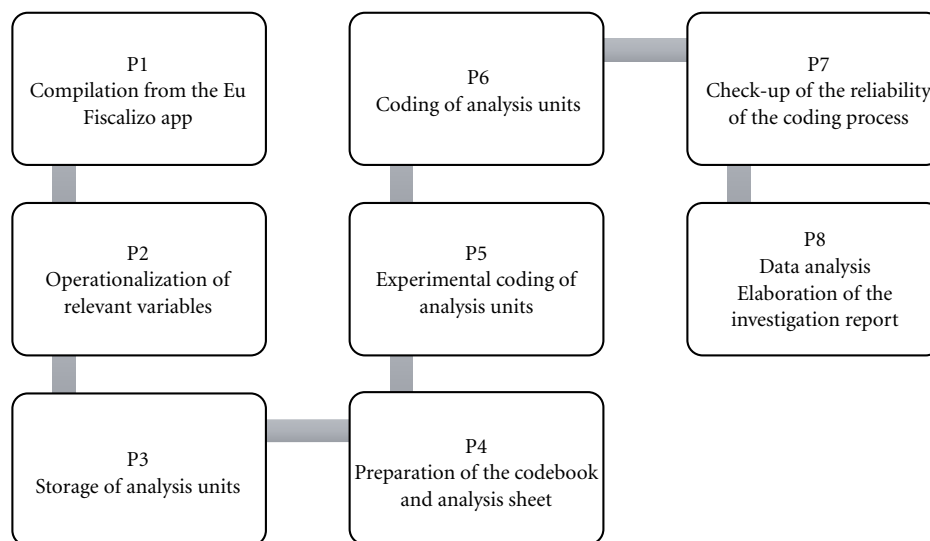 P1
Compilation from the Eu
Fiscalizo app
P2
Operationalization of
relevant variables
P3
Storage of analysis units
P4
Preparation of the codebook
and analysis sheet
P5
Experimental coding of
analysis units
P6
Coding of analysis units
P7
Check-up of the reliability
of the coding process
P8
Data analysis
Elaboration of the
investigation report